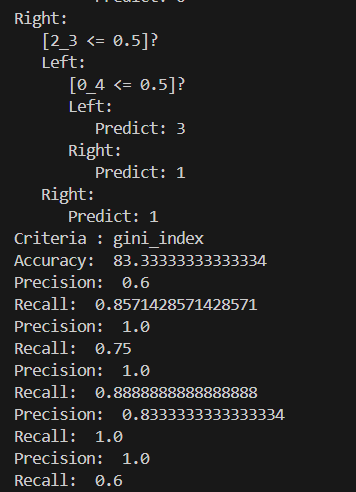 Right:
[2_3 <= 0.5]?
Left:
[0_4 <= 0.5]?
Left:
Predict: 3
Right:
Predict: 1
Right:
Predict: 1
Criteria : gini_index
Accuracy:  83.33333333333334
Precision:  0.6
Recall:  0.8571428571428571
Precision:  1.0
Recall:  0.75
Precision:  1.0
Recall:  0.8888888888888888
Precision:  0.8333333333333334
Recall:  1.0
Precision:  1.0
Recall:  0.6